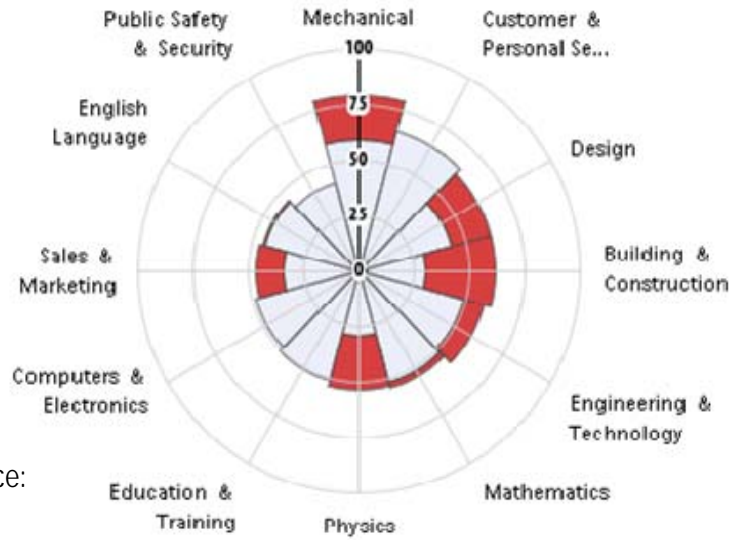 Mechanical
Customer &
Personal Se...
Design
Building &
Construction
Engineering &
Technology
Mathematics
Physics
Education &
Training
Computers &
Electronics
Sales &
Marketing
English
Language
Public Safety
& Security
100
75
50
25
0
ce: